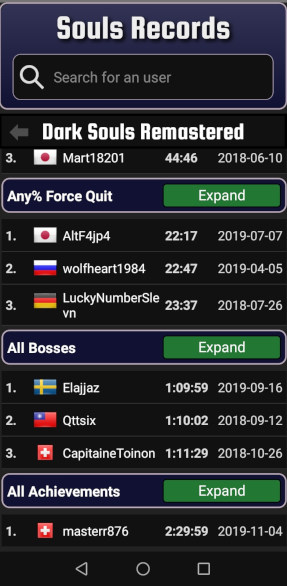 Souls Records
Search for an user
Dark Souls Remastered
3. Mart18201 44:46 2018-06-10
Any% Force Quit Expand
1. AltF4jp4 22:17 2019-07-07
2. wolfheart1984 22:47 2019-04-05
3. LuckyNumberSle
vn 23:37 2018-07-26
All Bosses Expand
1. Elajjaz 1:09:59 2019-09-16
2. Qttsix 1:10:02 2018-09-12
3. CapitaineToinon 1:11:29 2018-10-26
All Achievements Expand
1. masterr876 2:29:59 2019-11-04